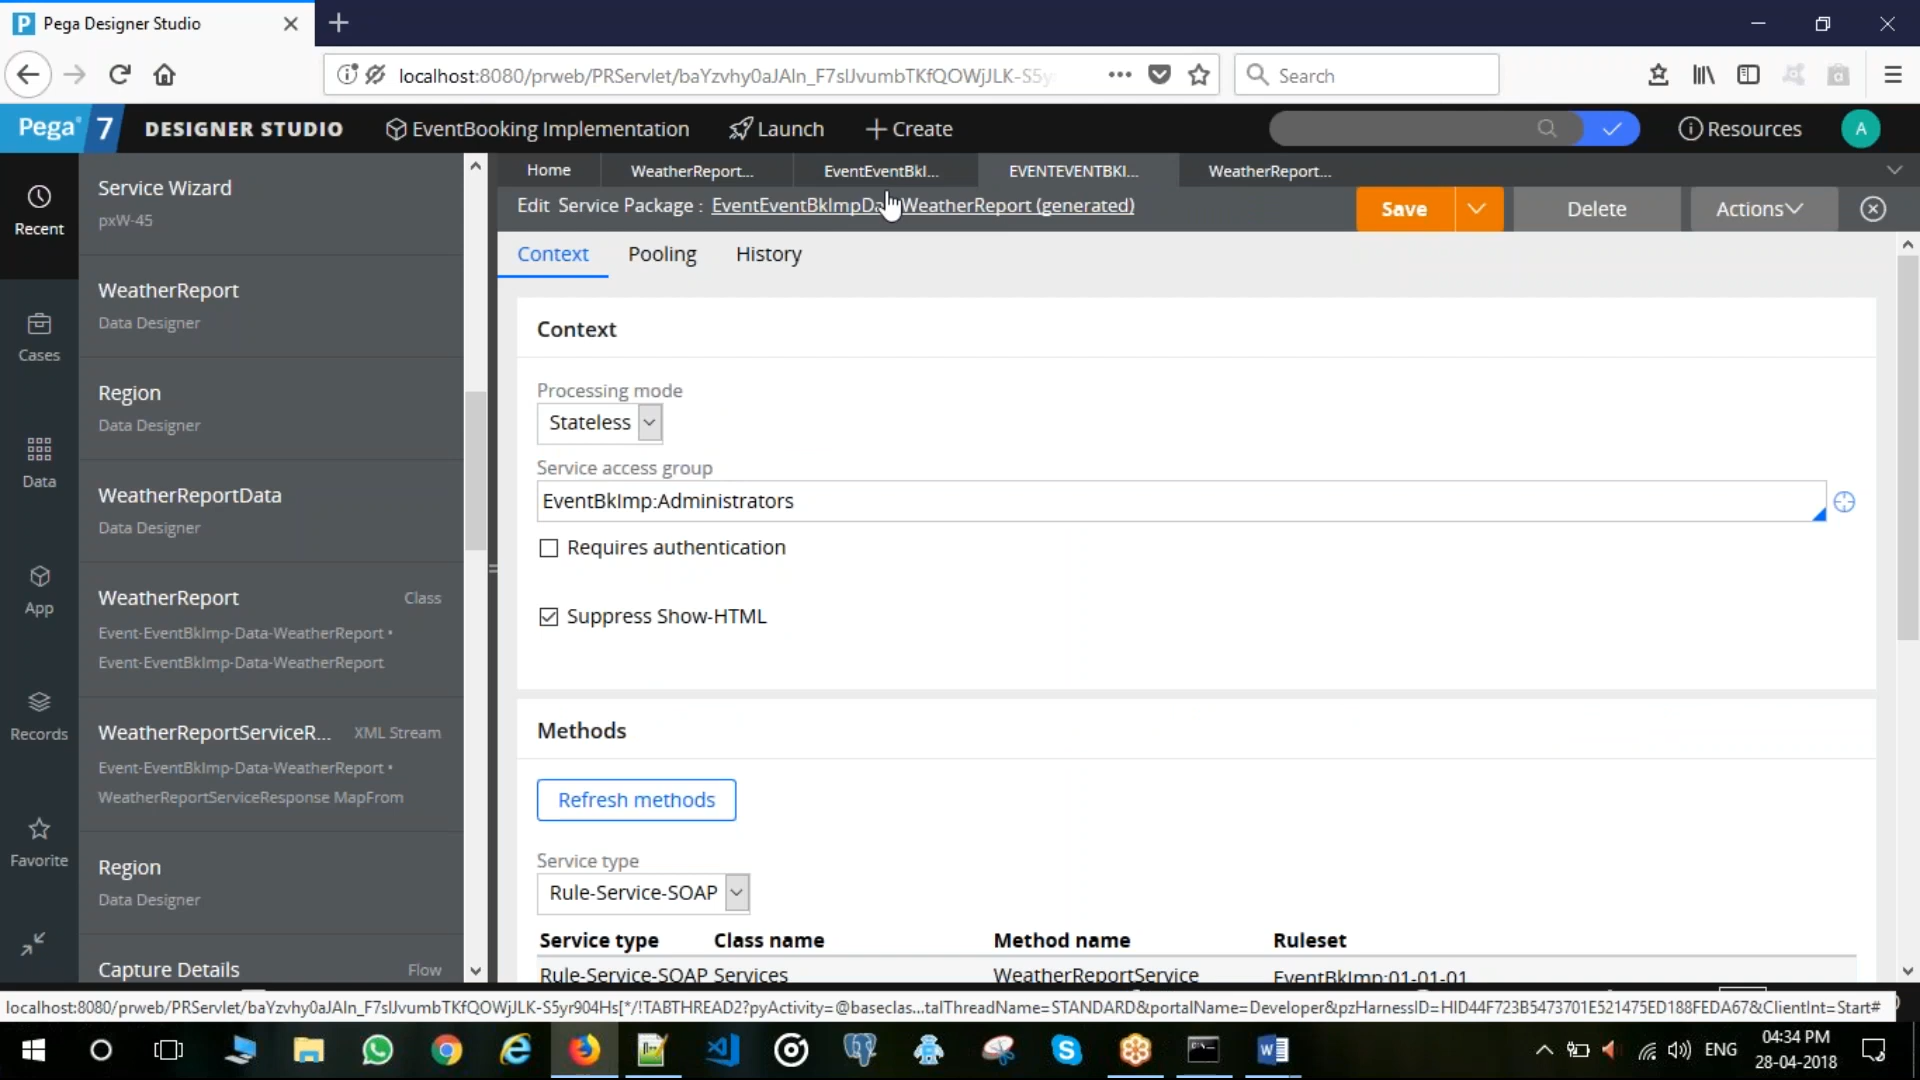 Pega Designer Studio
localhost:8080/prweb/PRServlet/baYzvhy0aJAIn_F7slJvumbTKfQOWjJLK-S5y
Search
Pega 7 DESIGNER STUDIO EventBooking Implementation Launch Create Resources A
Recent
Cases
Data
App
Records
Favorite
Service Wizard
pxW-45
WeatherReport
Data Designer
Region
Data Designer
WeatherReportData
Data Designer
WeatherReport Class
Event-EventBkImp-Data-WeatherReport •
Event-EventBkImp-Data-WeatherReport
WeatherReportServiceR... XML Stream
Event-EventBkImp-Data-WeatherReport •
WeatherReportServiceResponse MapFrom
Region
Data Designer
Capture Details Flow
Home WeatherReport... EventEventBkI... EVENTEVENTBKI... WeatherReport...
Edit Service Package : EventEventBkImpDa WeatherReport (generated)
Save Delete Actions
Context Pooling History
Context
Processing mode
Stateless
Service access group
EventBkImp:Administrators
Requires authentication
Suppress Show-HTML
Methods
Refresh methods
Service type
Rule-Service-SOAP
Service type Class name Method name Ruleset
Rule-Service-SOAP Services WeatherReportService EventBkImp:01-01-01
localhost:8080/prweb/PRServlet/baYzvhy0aJAIn_F7slJvumbTKfQOWjJLK-S5yr904Hs[*/!TABTHREAD2?pyActivity=@baseclas...talThreadName=STANDARD&portalName=Developer&pzHarnessID=HID44F723B5473701E521475ED188FEDA67&ClientInt=Start#
ENG
04:34 PM
28-04-2018